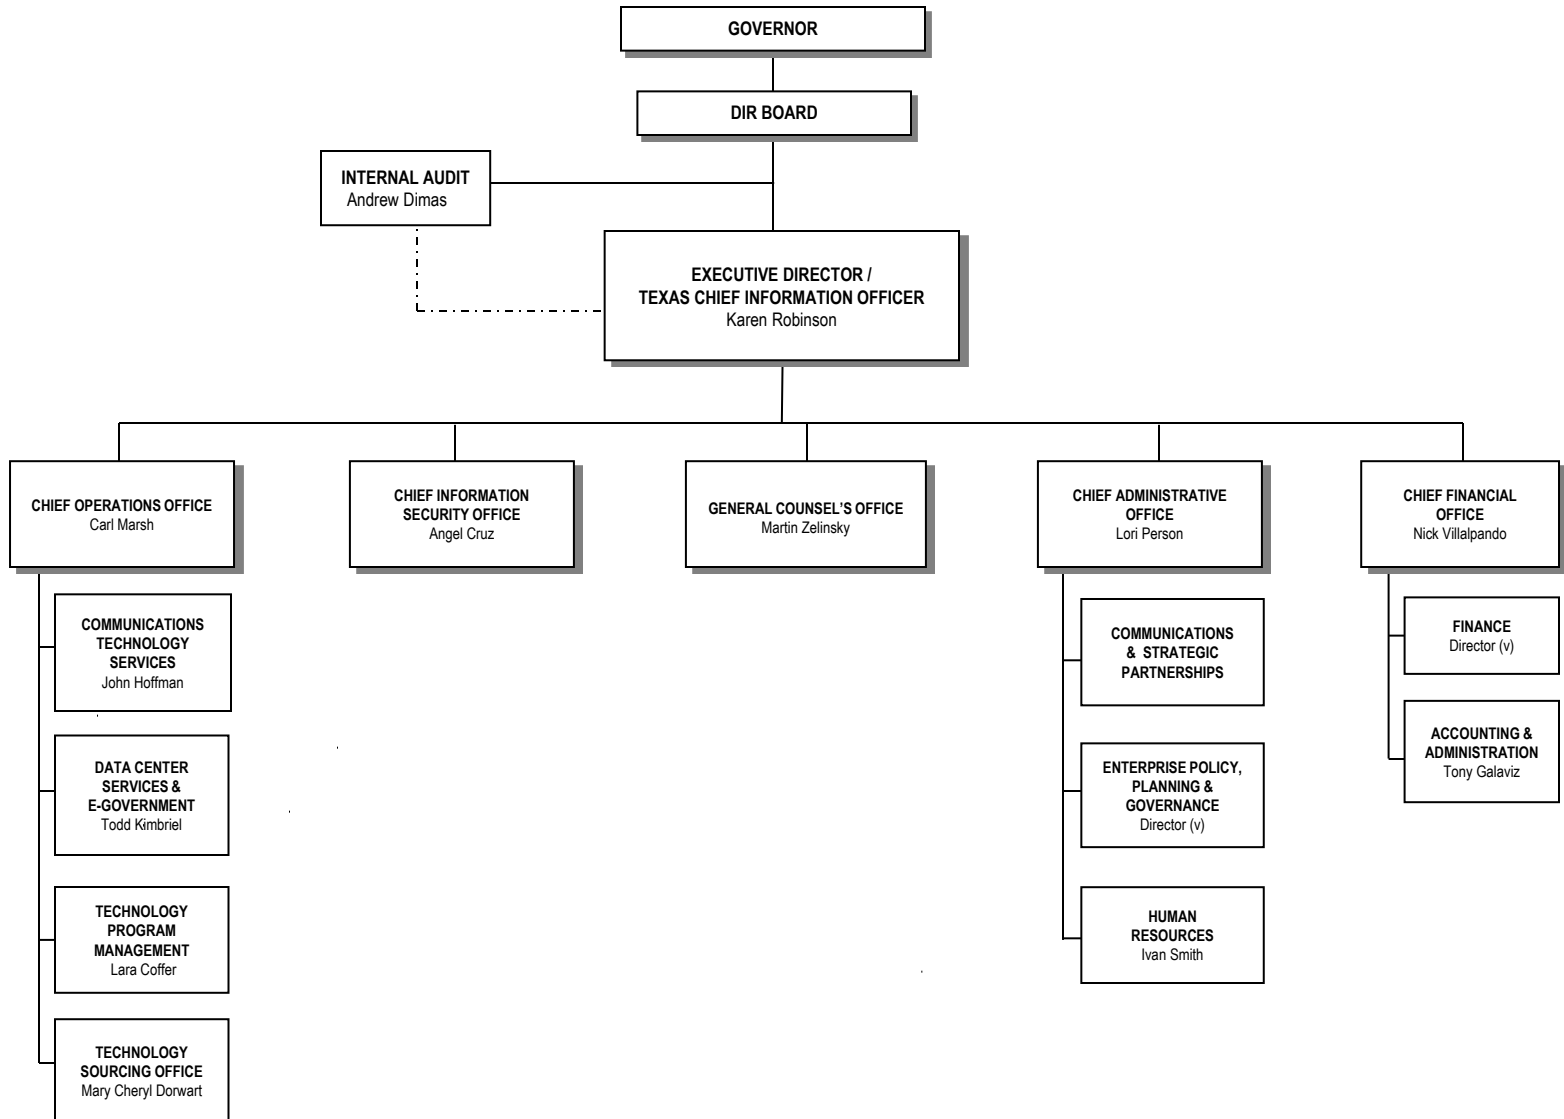 GOVERNOR
DIR BOARD
INTERNAL AUDIT
Andrew Dimas
EXECUTIVE DIRECTOR /
TEXAS CHIEF INFORMATION OFFICER
Karen Robinson
CHIEF OPERATIONS OFFICE
Carl Marsh
CHIEF INFORMATION
SECURITY OFFICE
Angel Cruz
GENERAL COUNSEL'S OFFICE
Martin Zelinsky
CHIEF ADMINISTRATIVE
OFFICE
Lori Person
CHIEF FINANCIAL
OFFICE
Nick Villalpando
COMMUNICATIONS
TECHNOLOGY
SERVICES
John Hoffman
DATA CENTER
SERVICES &
E-GOVERNMENT
Todd Kimbriel
TECHNOLOGY
PROGRAM
MANAGEMENT
Lara Coffer
TECHNOLOGY
SOURCING OFFICE
Mary Cheryl Dorwart
COMMUNICATIONS
& STRATEGIC
PARTNERSHIPS
ENTERPRISE POLICY,
PLANNING &
GOVERNANCE
Director (v)
HUMAN
RESOURCES
Ivan Smith
FINANCE
Director (v)
ACCOUNTING &
ADMINISTRATION
Tony Galaviz